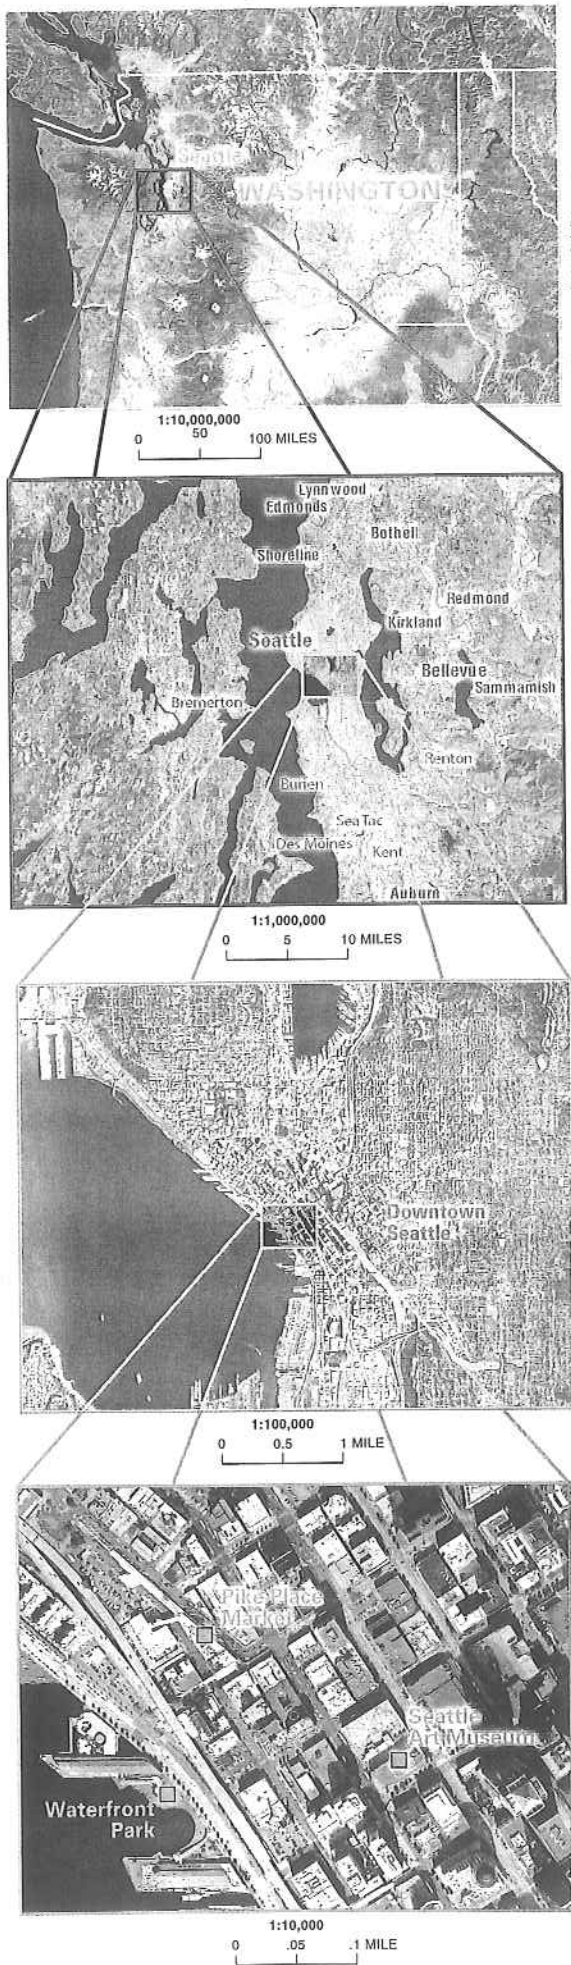 Seattle
WASHINGTON
1:10,000,000
0 50 100 MILES
Lynnwood
Edmonds
Bothell
Shoreline
Redmond
Kirkland
Seattle
Bellevue
Sammamish
Bremerton
Renton
Burien
Sea Tac
Des Moines
Kent
Auburn
1:1,000,000
0 5 10 MILES
Downtown
Seattle
1:100,000
0 0.5 1 MILE
Pike Place
Market
Seattle
Art Museum
Waterfront
Park
1:10,000
0 .05 .1 MILE